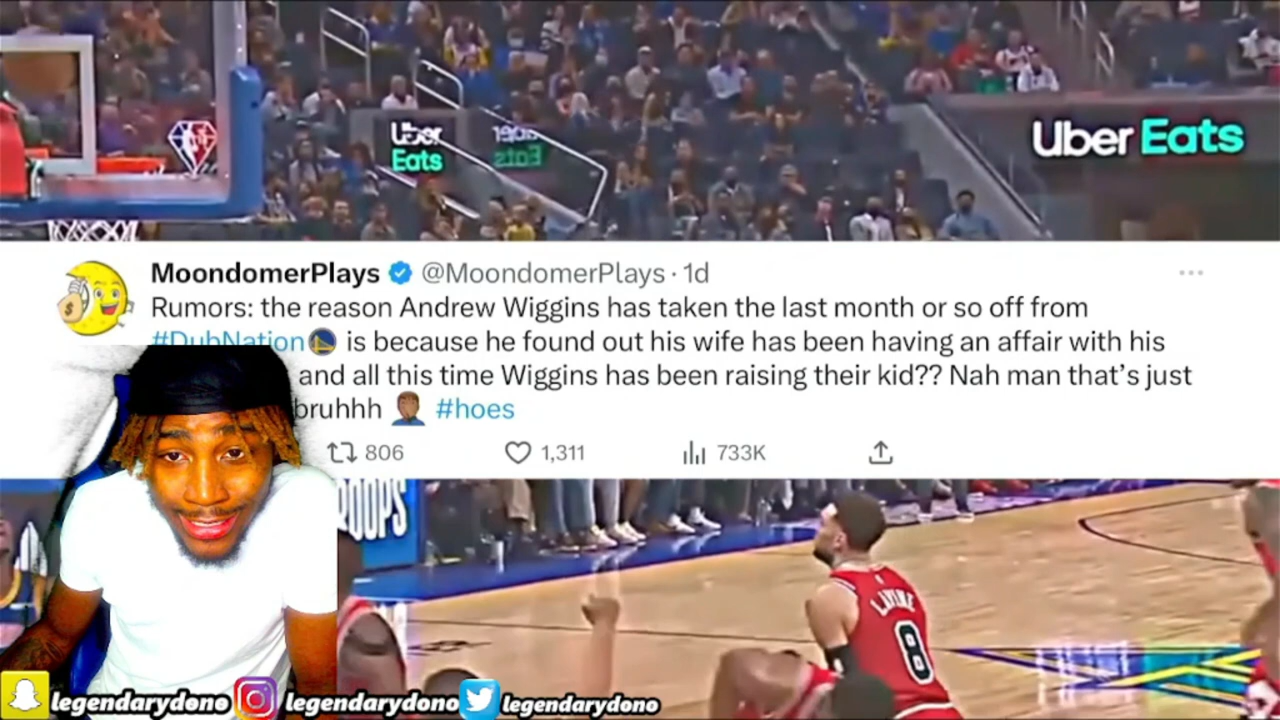 Uber
Eats
Uber Eats
MoondomerPlays @MoondomerPlays · 1d
Rumors: the reason Andrew Wiggins has taken the last month or so off from
#DubNation is because he found out his wife has been having an affair with his
and all this time Wiggins has been raising their kid?? Nah man that's just
bruhhh 🤦🏾‍♂️ #hoes
806 1,311 733K
LAVINE
8
legendarydono legendarydono legendarydono